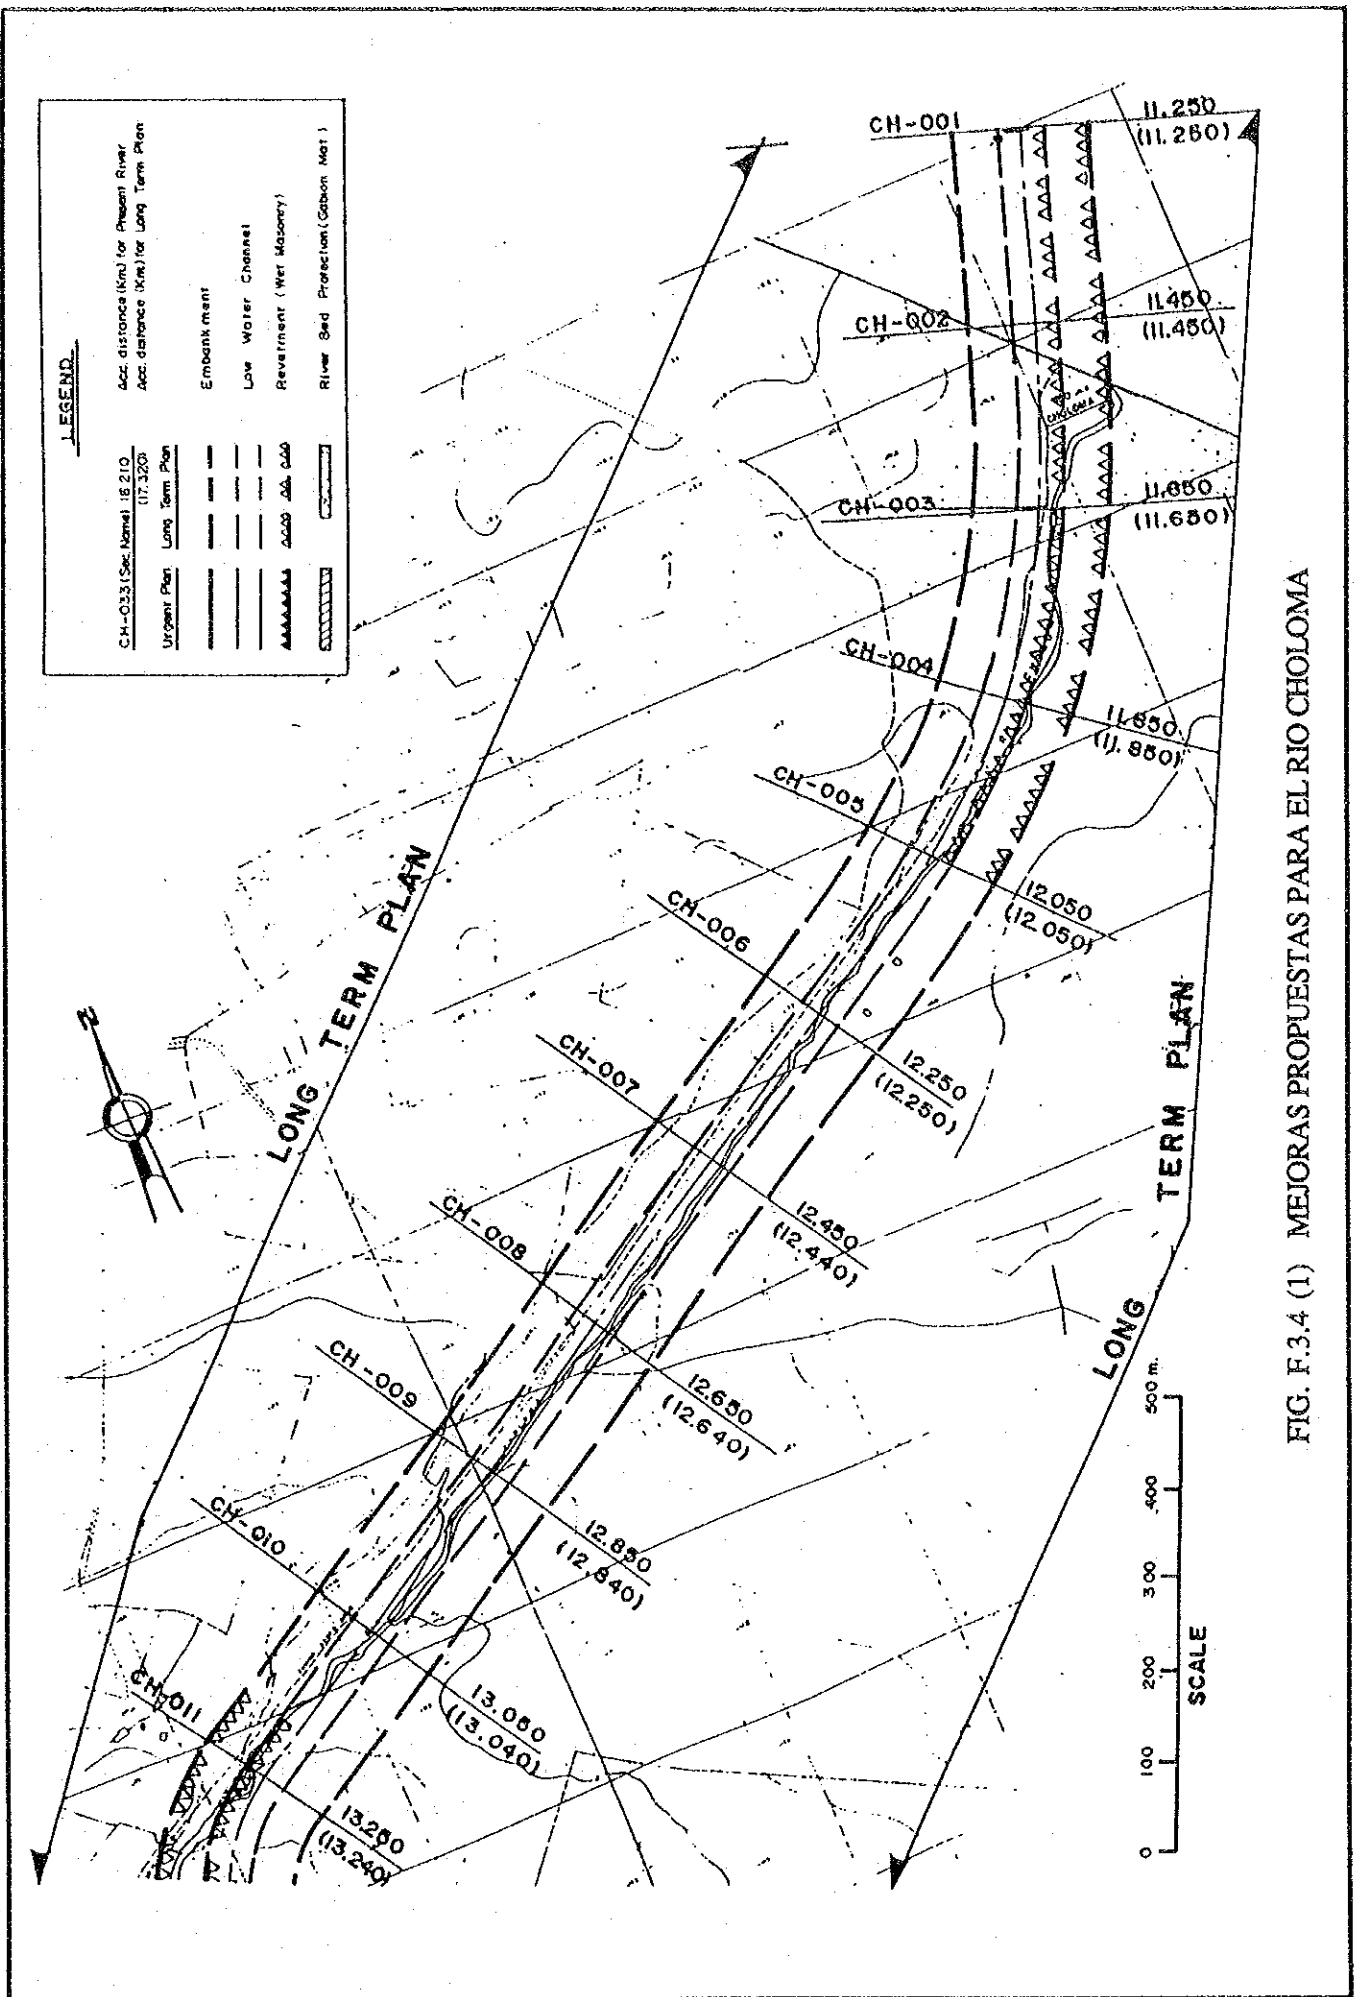 LEGEND
CH-033 (Sec. Name) 16.210
(17.320)
Acc. distance (Km) for Present River
Acc. distance (Km) for Long Term Plan
Urgent Plan Long Term Plan
Embankment
Low Water Channel
Revetment (Wet Masonry)
River Bed Protection (Gabion Mat)
N
LONG TERM PLAN
CH-001
11.250
(11.250)
CH-002
11.450
(11.450)
CHOLOMA
CH-003
11.650
(11.650)
CH-004
11.850
(11.850)
CH-005
12.050
(12.050)
CH-006
12.250
(12.250)
CH-007
12.450
(12.440)
CH-008
12.650
(12.640)
CH-009
12.850
(12.840)
CH-010
13.050
(13.040)
CH-011
13.250
(13.240)
LONG TERM PLAN
0 100 200 300 400 500 m.
SCALE
FIG. F.3.4 (1) MEJORAS PROPUESTAS PARA EL RIO CHOLOMA